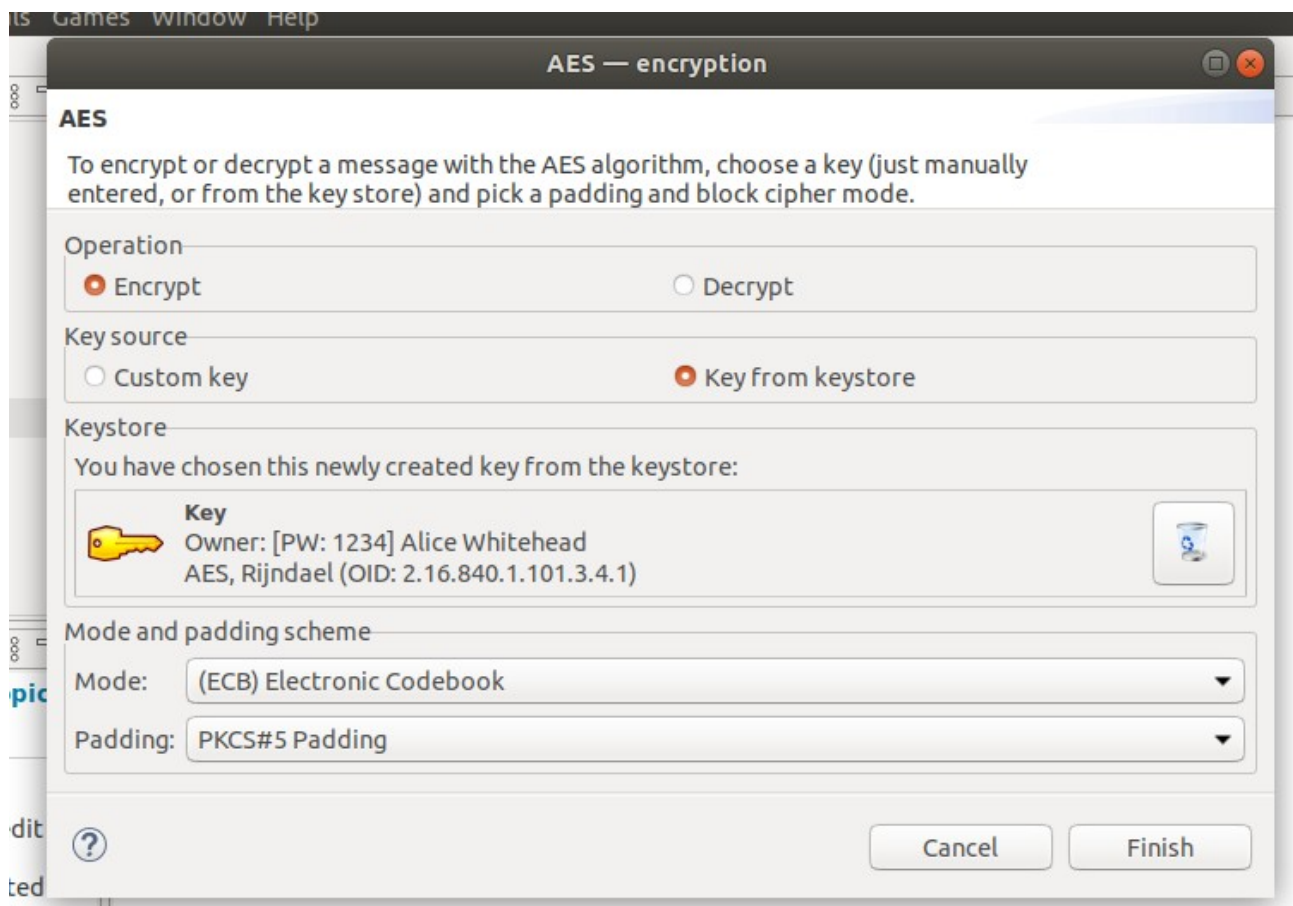 ls Games Window Help
AES — encryption
AES
To encrypt or decrypt a message with the AES algorithm, choose a key (just manually
entered, or from the key store) and pick a padding and block cipher mode.
Operation
Encrypt Decrypt
Key source
Custom key Key from keystore
Keystore
You have chosen this newly created key from the keystore:
Key
Owner: [PW: 1234] Alice Whitehead
AES, Rijndael (OID: 2.16.840.1.101.3.4.1)
Mode and padding scheme
Mode: (ECB) Electronic Codebook
opic
Padding: PKCS#5 Padding
edit
Cancel Finish
ted